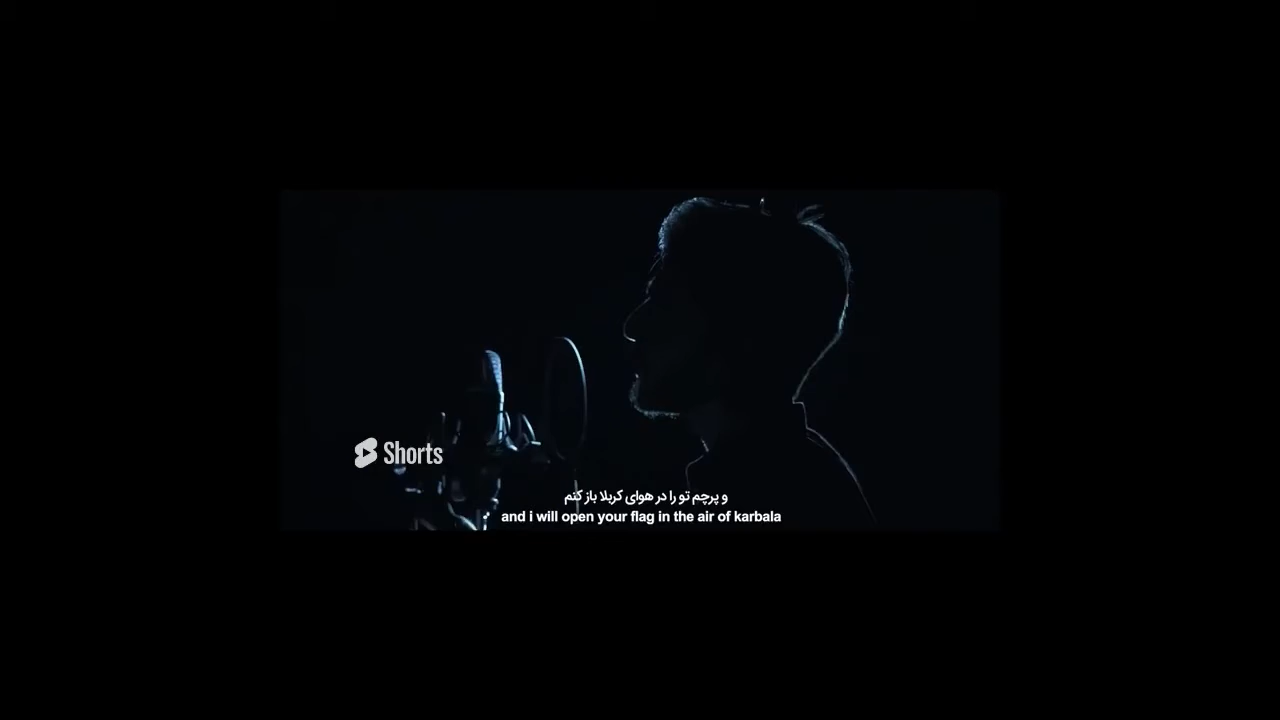 Shorts
و پرچم تو را در هوای کربلا باز کنم
and i will open your flag in the air of karbala